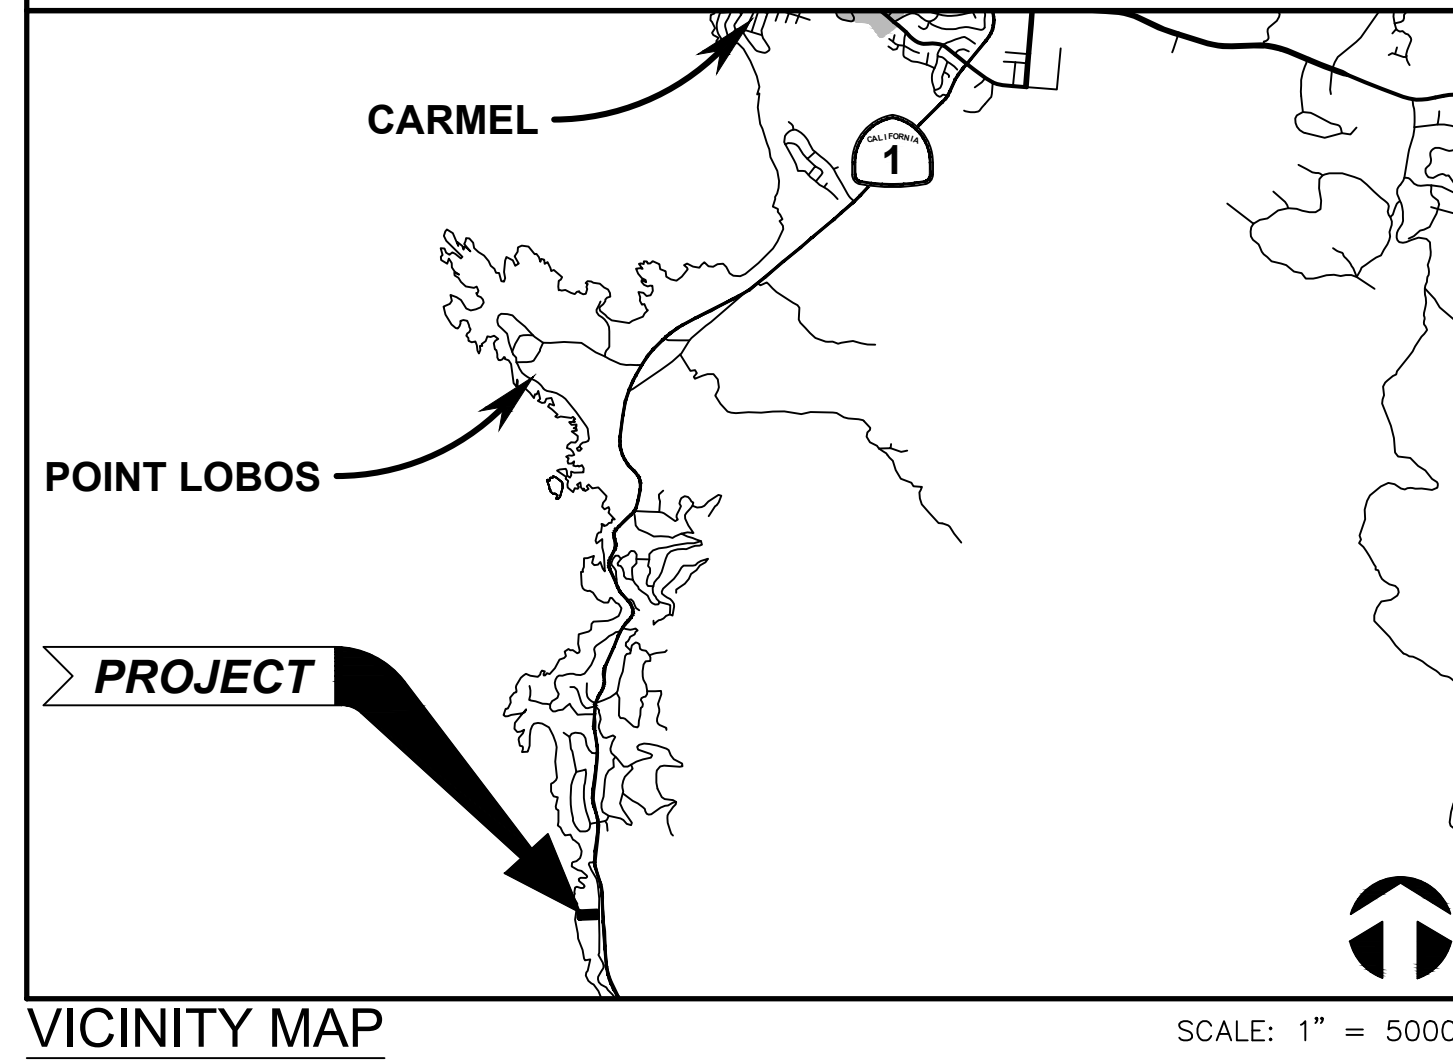 CARMEL
CALIFORNIA
1
POINT LOBOS
PROJECT
VICINITY MAP
SCALE: 1” = 5000